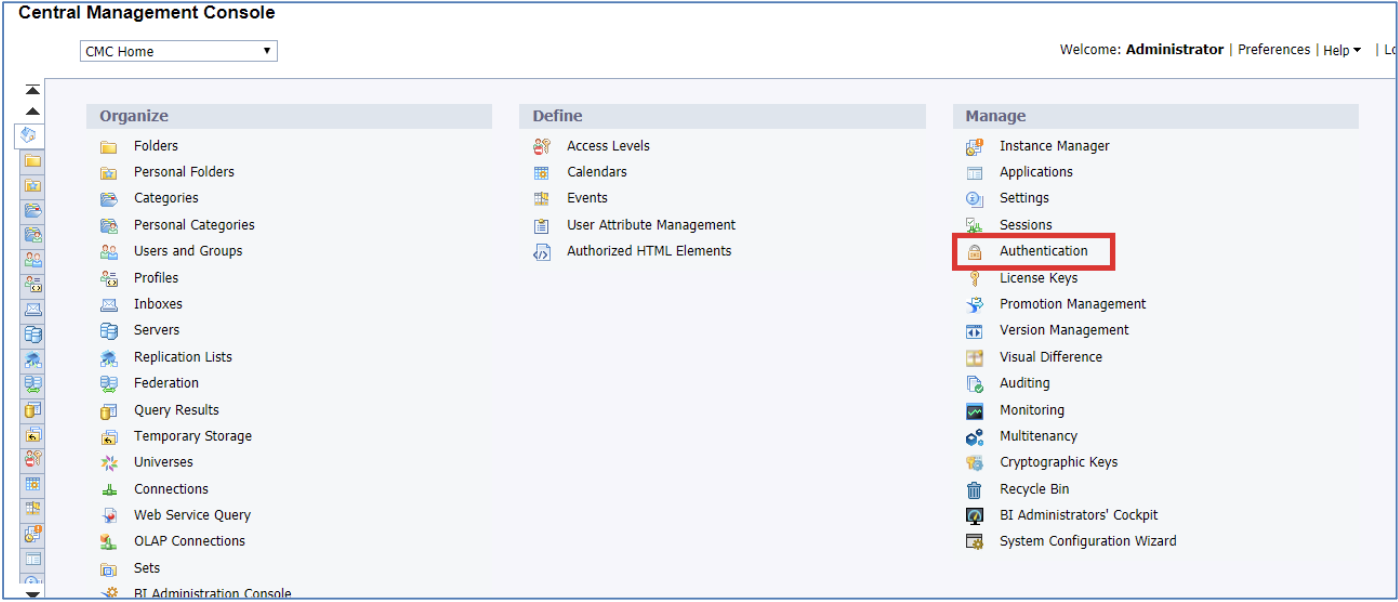 Central Management Console
CMC Home
Welcome: Administrator | Preferences | Help | Lo
Organize
Folders
Personal Folders
Categories
Personal Categories
Users and Groups
Profiles
Inboxes
Servers
Replication Lists
Federation
Query Results
Temporary Storage
Universes
Connections
Web Service Query
OLAP Connections
Sets
BI Administration Console
Define
Access Levels
Calendars
Events
User Attribute Management
Authorized HTML Elements
Manage
Instance Manager
Applications
Settings
Sessions
Authentication
License Keys
Promotion Management
Version Management
Visual Difference
Auditing
Monitoring
Multitenancy
Cryptographic Keys
Recycle Bin
BI Administrators' Cockpit
System Configuration Wizard